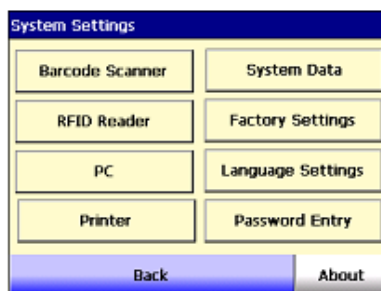 System Settings
Barcode Scanner
System Data
RFID Reader
Factory Settings
PC
Language Settings
Printer
Password Entry
Back
About